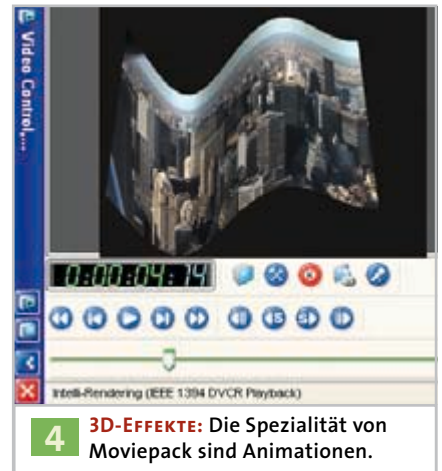 Video Control,...
0:00:04:14
Intelli-Rendering (IEEE 1394 DVCR Playback)
4
3D-EFFEKTE: Die Spezialität von
Moviepack sind Animationen.